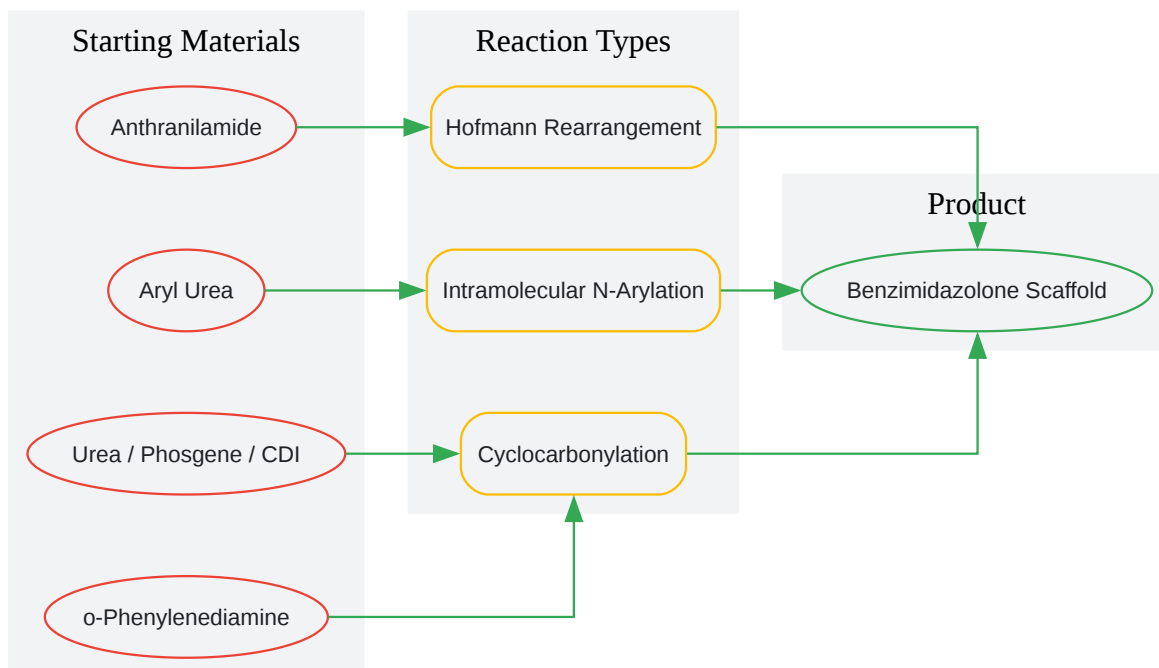 Starting Materials
Reaction Types
Anthranilamide
Hofmann Rearrangement
Product
Aryl Urea
Intramolecular N-Arylation
Benzimidazolone Scaffold
Urea / Phosgene / CDI
Cyclocarbonylation
o-Phenylenediamine